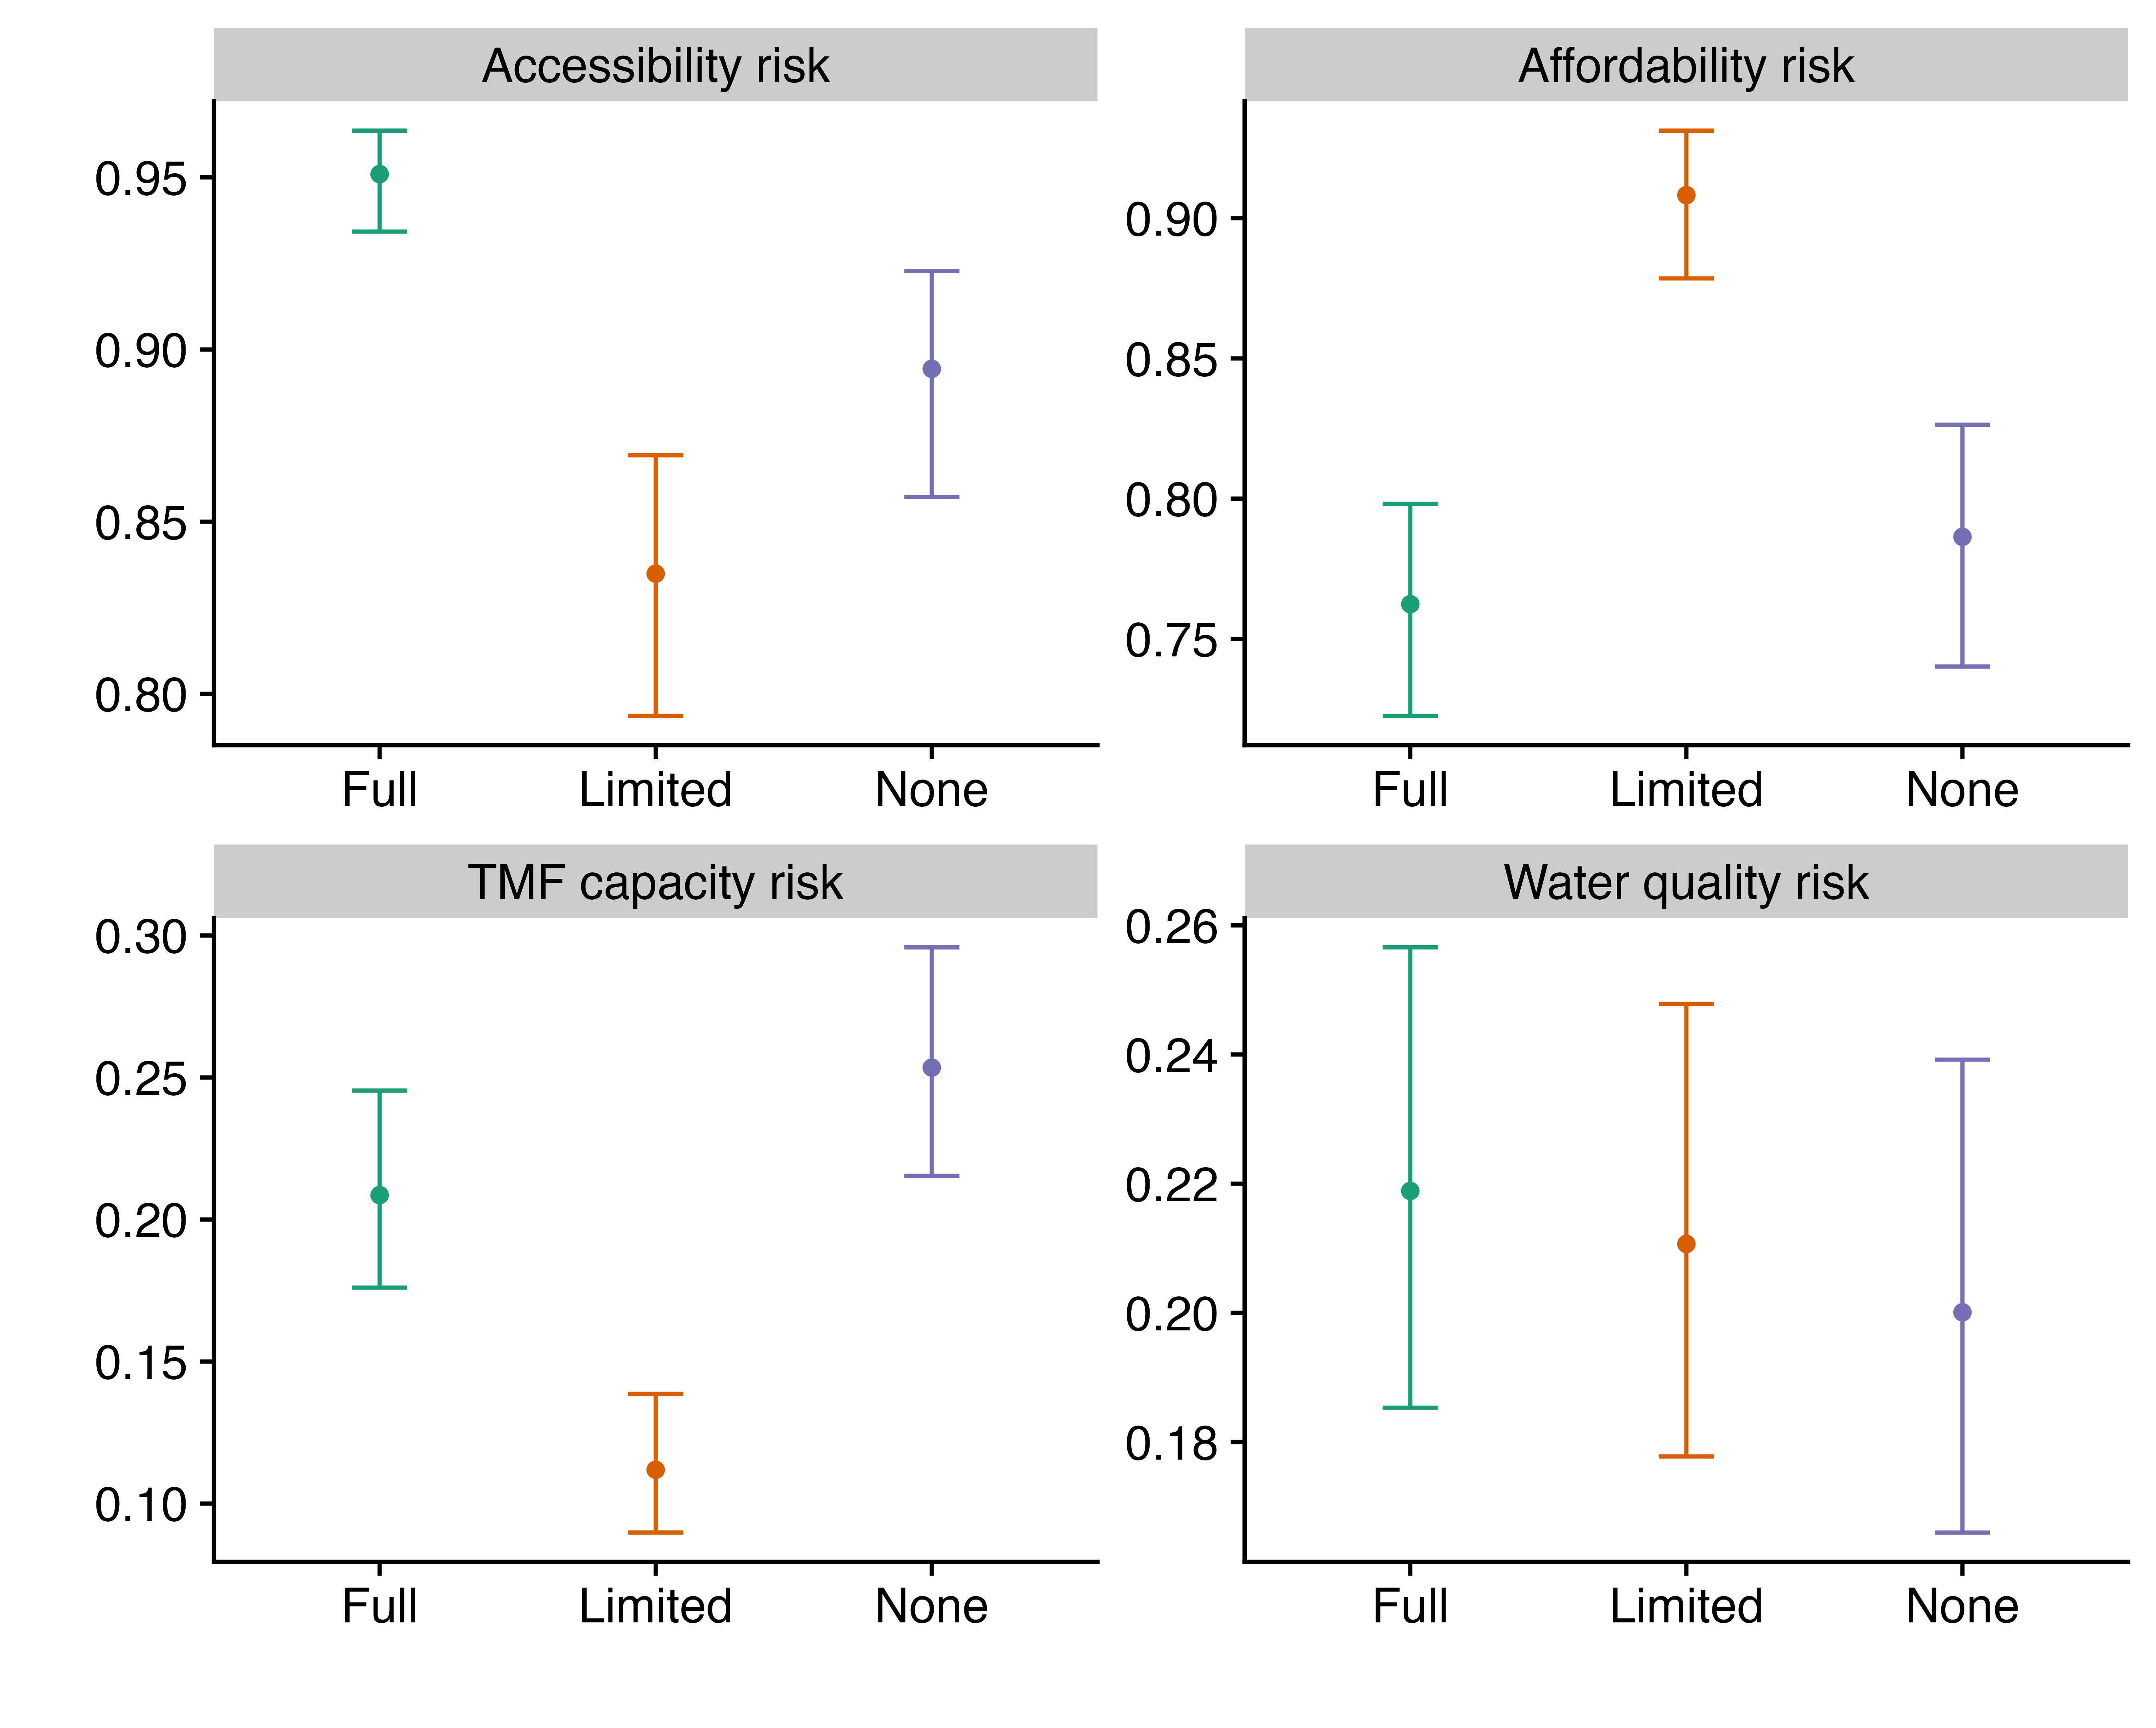 Accessibility risk
0.95
0.90
0.85
0.80
Full Limited None
Affordability risk
0.90
0.85
0.80
0.75
Full Limited None
TMF capacity risk
0.30
0.25
0.20
0.15
0.10
Full Limited None
Water quality risk
0.26
0.24
0.22
0.20
0.18
Full Limited None